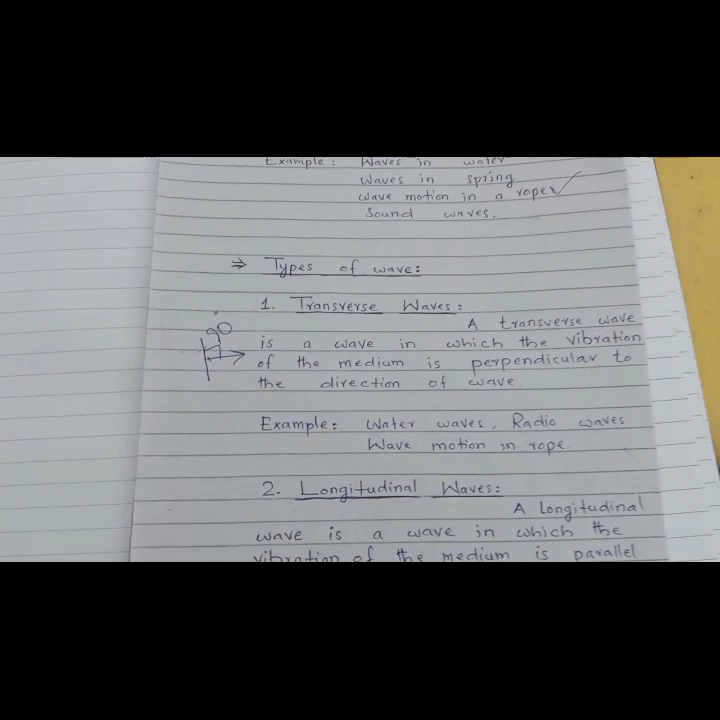 Example: Waves in water
Waves in spring
wave motion in a rope
Sound waves.
⇒ Types of wave:
1. Transverse Waves:
A transverse wave
is a wave in which the vibration
of the medium is perpendicular to
the direction of wave.
90
Example: Water waves, Radio waves
Wave motion in rope.
2. Longitudinal Waves:
A Longitudinal
wave is a wave in which the
vibration of the medium is parallel